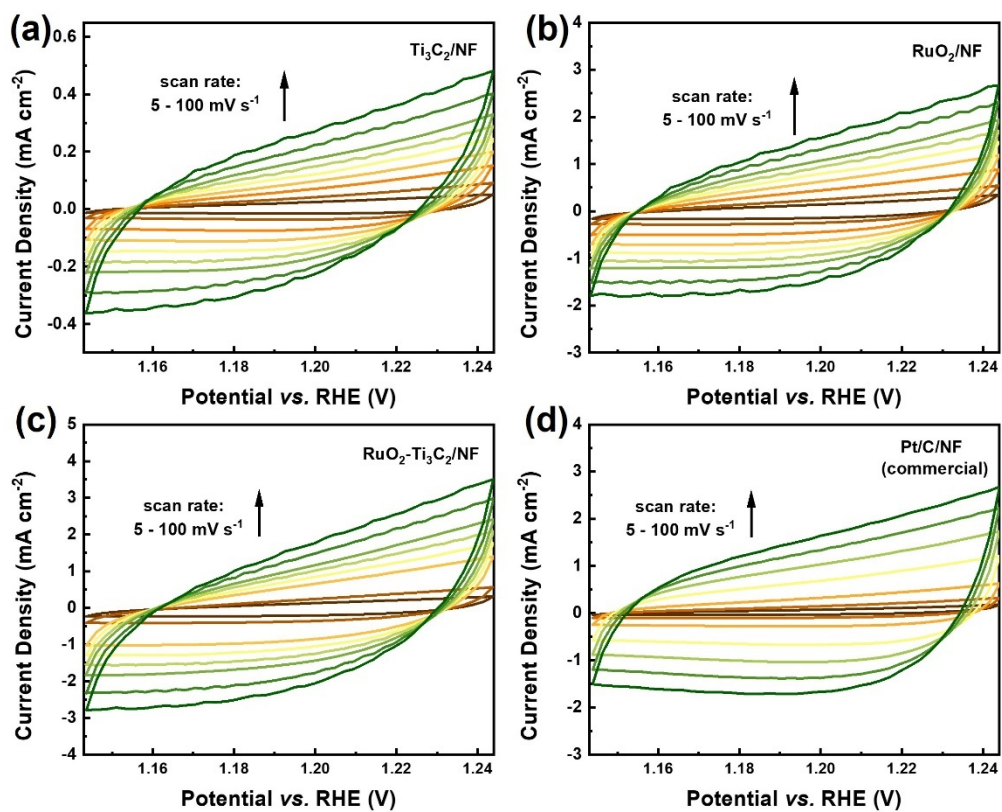 (a)
Ti₃C₂/NF
scan rate:
5 - 100 mV s⁻¹
Current Density (mA cm⁻²)
0.6
0.4
0.2
0.0
-0.2
-0.4
1.16
1.18
1.20
1.22
1.24
Potential vs. RHE (V)
(b)
RuO₂/NF
scan rate:
5 - 100 mV s⁻¹
Current Density (mA cm⁻²)
4
3
2
1
0
-1
-2
-3
1.16
1.18
1.20
1.22
1.24
Potential vs. RHE (V)
(c)
RuO₂-Ti₃C₂/NF
scan rate:
5 - 100 mV s⁻¹
Current Density (mA cm⁻²)
5
4
3
2
1
0
-1
-2
-3
-4
1.16
1.18
1.20
1.22
1.24
Potential vs. RHE (V)
(d)
Pt/C/NF
(commercial)
scan rate:
5 - 100 mV s⁻¹
Current Density (mA cm⁻²)
4
3
2
1
0
-1
-2
-3
1.16
1.18
1.20
1.22
1.24
Potential vs. RHE (V)